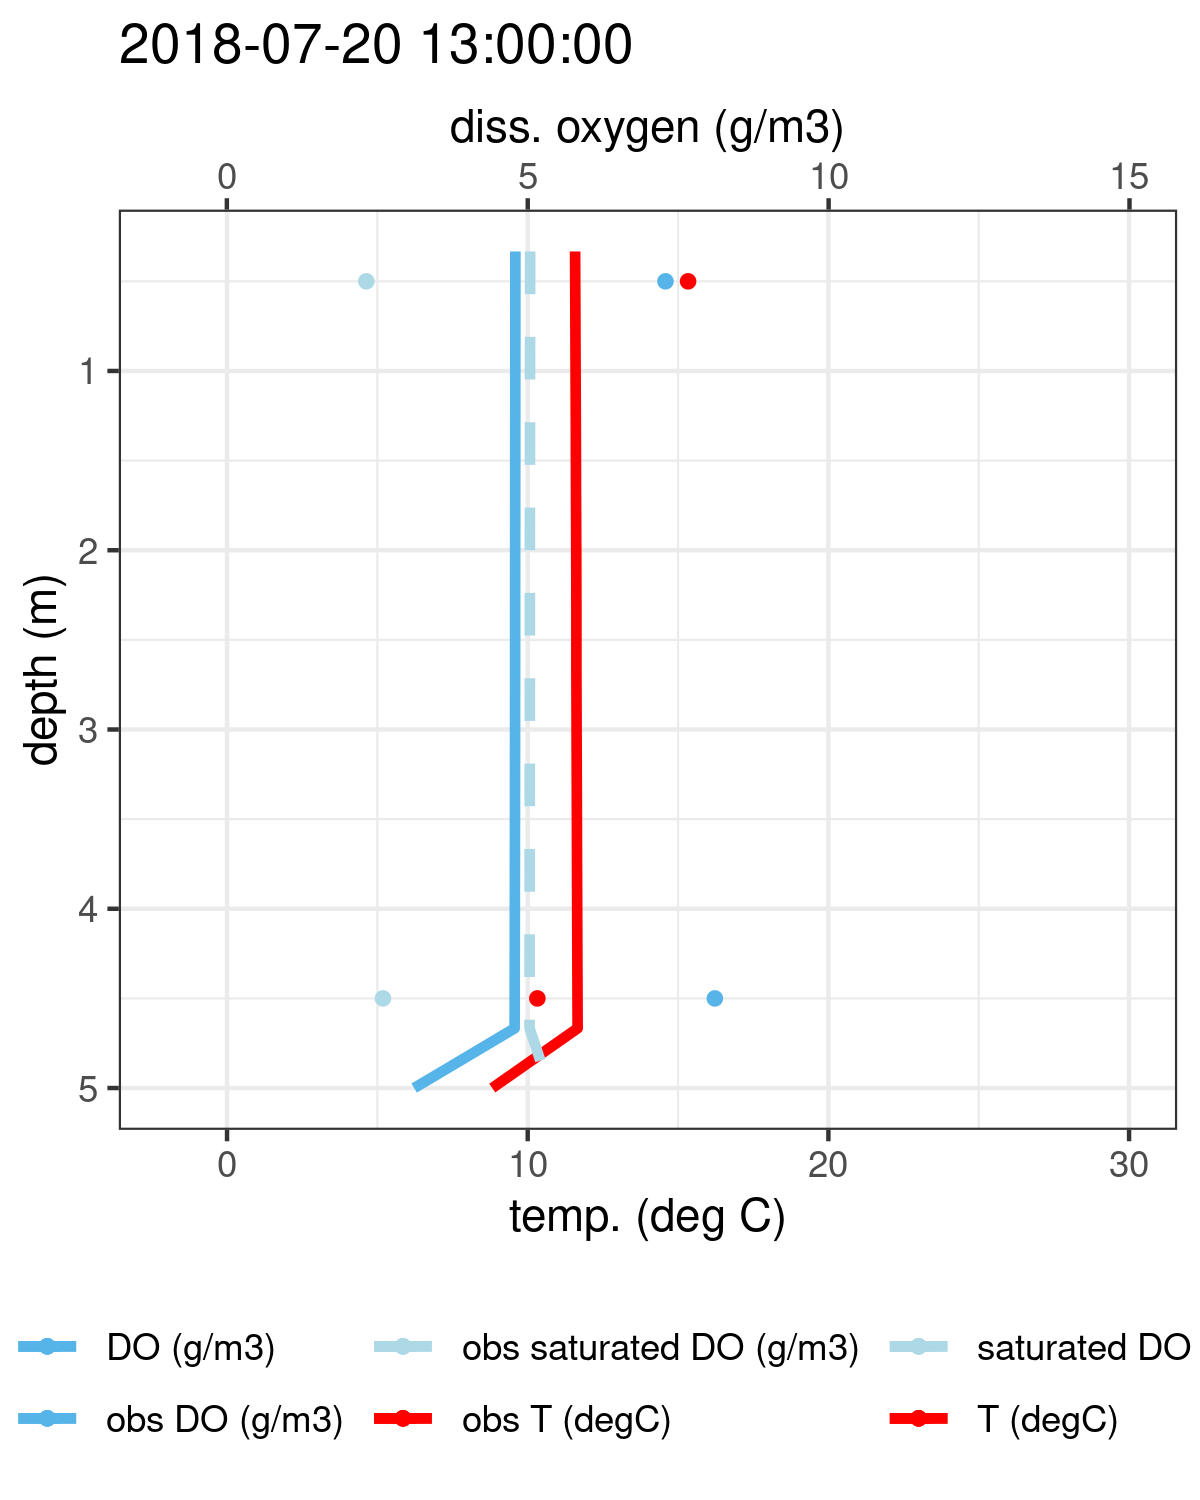 2018-07-20 13:00:00
diss. oxygen (g/m3)
0 5 10 15
1
2
3
4
5
depth (m)
0 10 20 30
temp. (deg C)
DO (g/m3) obs saturated DO (g/m3) saturated DO
obs DO (g/m3) obs T (degC) T (degC)